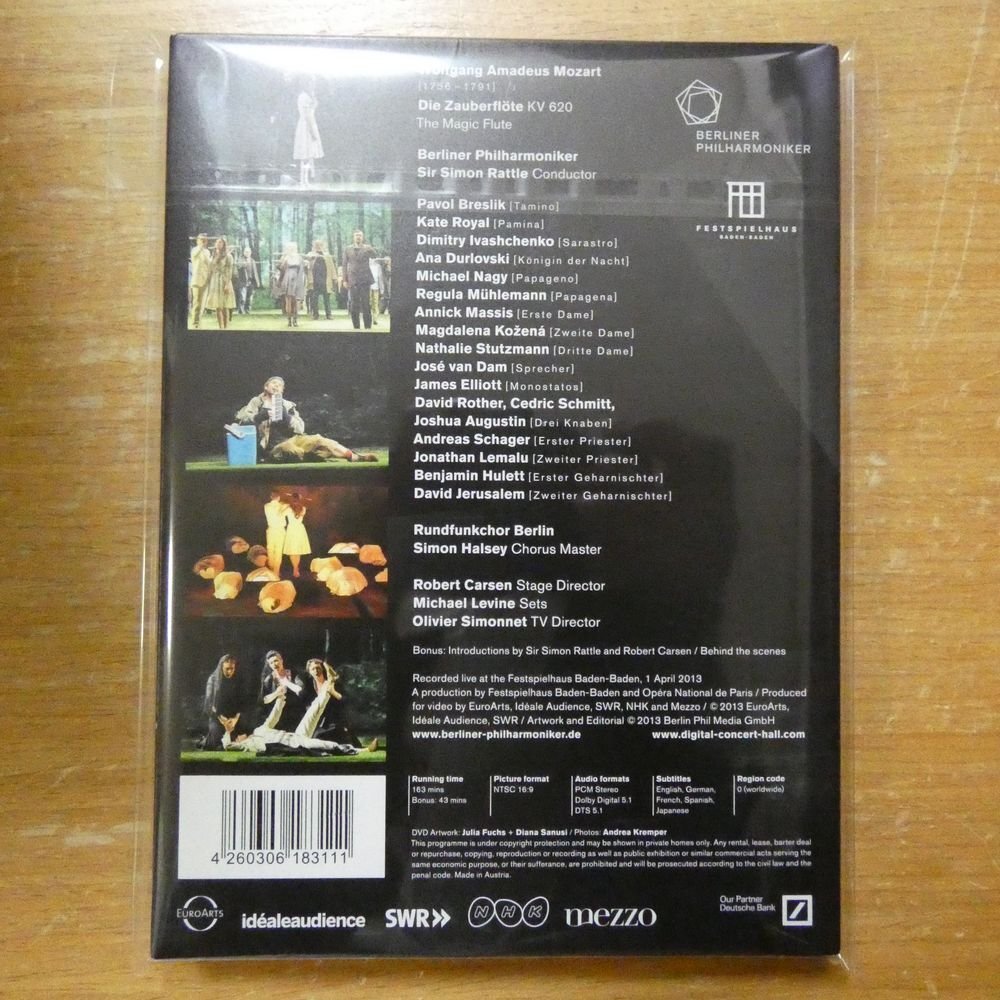 Wolfgang Amadeus Mozart
[1756–1791]
Die Zauberflöte KV 620
The Magic Flute
BERLINER
PHILHARMONIKER
Berliner Philharmoniker
Sir Simon Rattle Conductor
FESTSPIELHAUS
BADEN-BADEN
Pavol Breslik [Tamino]
Kate Royal [Pamina]
Dimitry Ivashchenko [Sarastro]
Ana Durlovski [Königin der Nacht]
Michael Nagy [Papageno]
Regula Mühlemann [Papagena]
Annick Massis [Erste Dame]
Magdalena Kožená [Zweite Dame]
Nathalie Stutzmann [Dritte Dame]
José van Dam [Sprecher]
James Elliott [Monostatos]
David Rother, Cedric Schmitt,
Joshua Augustin [Drei Knaben]
Andreas Schager [Erster Priester]
Jonathan Lemalu [Zweiter Priester]
Benjamin Hulett [Erster Geharnischter]
David Jerusalem [Zweiter Geharnischter]
Rundfunkchor Berlin
Simon Halsey Chorus Master
Robert Carsen Stage Director
Michael Levine Sets
Olivier Simonnet TV Director
Bonus: Introductions by Sir Simon Rattle and Robert Carsen / Behind the scenes
Recorded live at the Festspielhaus Baden-Baden, 1 April 2013
A production by Festspielhaus Baden-Baden and Opéra National de Paris / Produced
for video by EuroArts, Idéale Audience, SWR, NHK and Mezzo / © 2013 EuroArts,
Idéale Audience, SWR / Artwork and Editorial © 2013 Berlin Phil Media GmbH
www.berliner-philharmoniker.de www.digital-concert-hall.com
Running time
163 mins
Bonus: 43 mins
Picture format
NTSC 16:9
Audio formats
PCM Stereo
Dolby Digital 5.1
DTS 5.1
Subtitles
English, German,
French, Spanish,
Japanese
Region code
0 (worldwide)
DVD Artwork: Julia Fuchs + Diana Sanusi / Photos: Andrea Kremper
This programme is under copyright protection and may be shown in private homes only. Any rental, lease, barter deal
or repurchase, copying, reproduction or recording as well as public exhibition or similar commercial acts serving the
same economic purpose, or their sufferance, are prohibited and will be prosecuted according to the civil law and the
penal code. Made in Austria.
4 260306 183111
EUROARTS
idéaleaudience
SWR
NHK
mezzo
Our Partner
Deutsche Bank